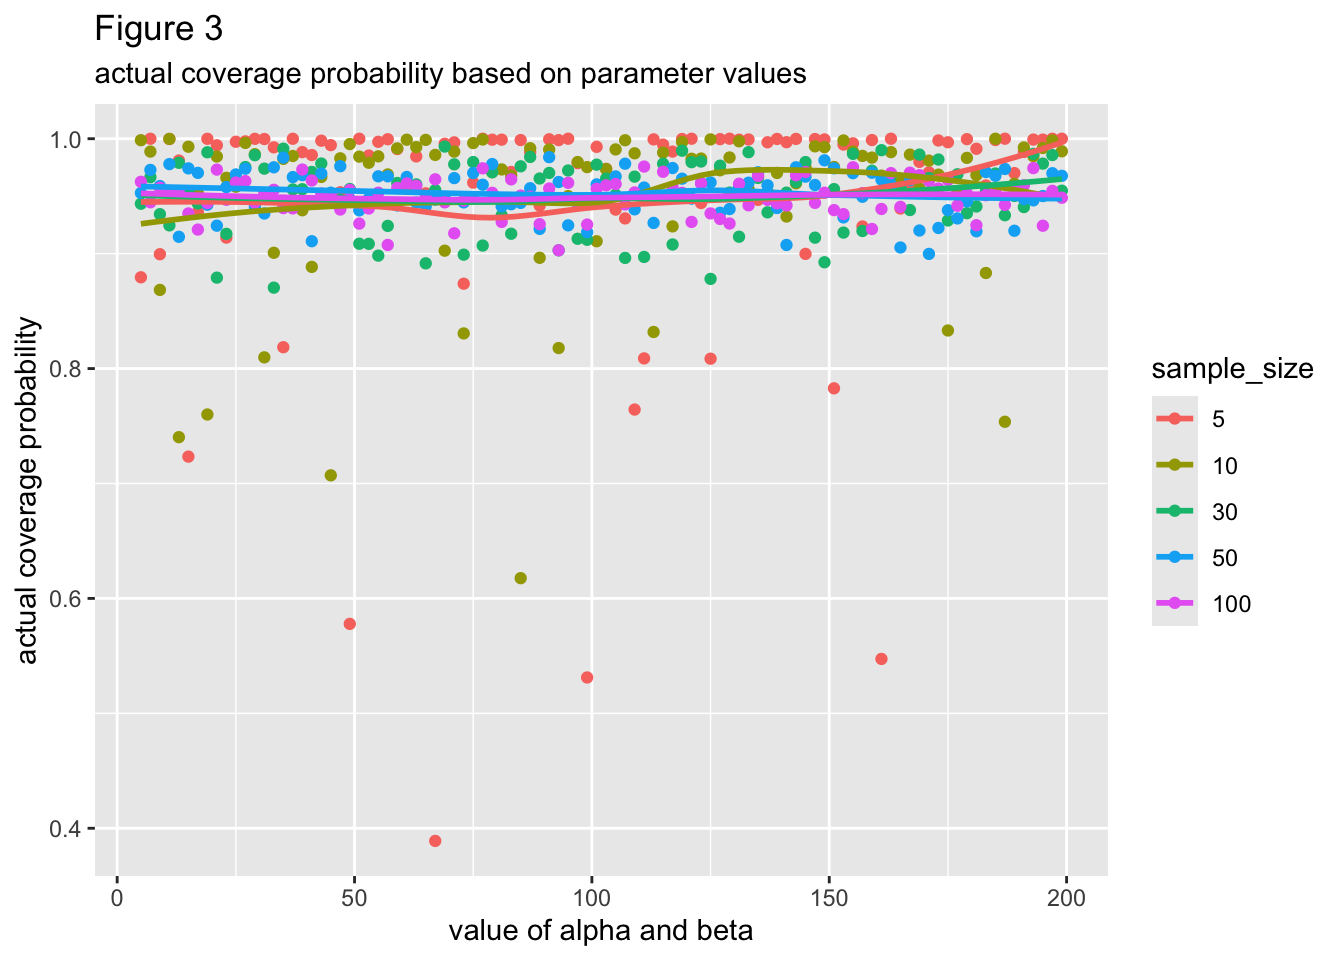 Figure 3
actual coverage probability based on parameter values
actual coverage probability
1.0
0.8
0.6
0.4
0
50
100
150
200
value of alpha and beta
sample_size
5
10
30
50
100